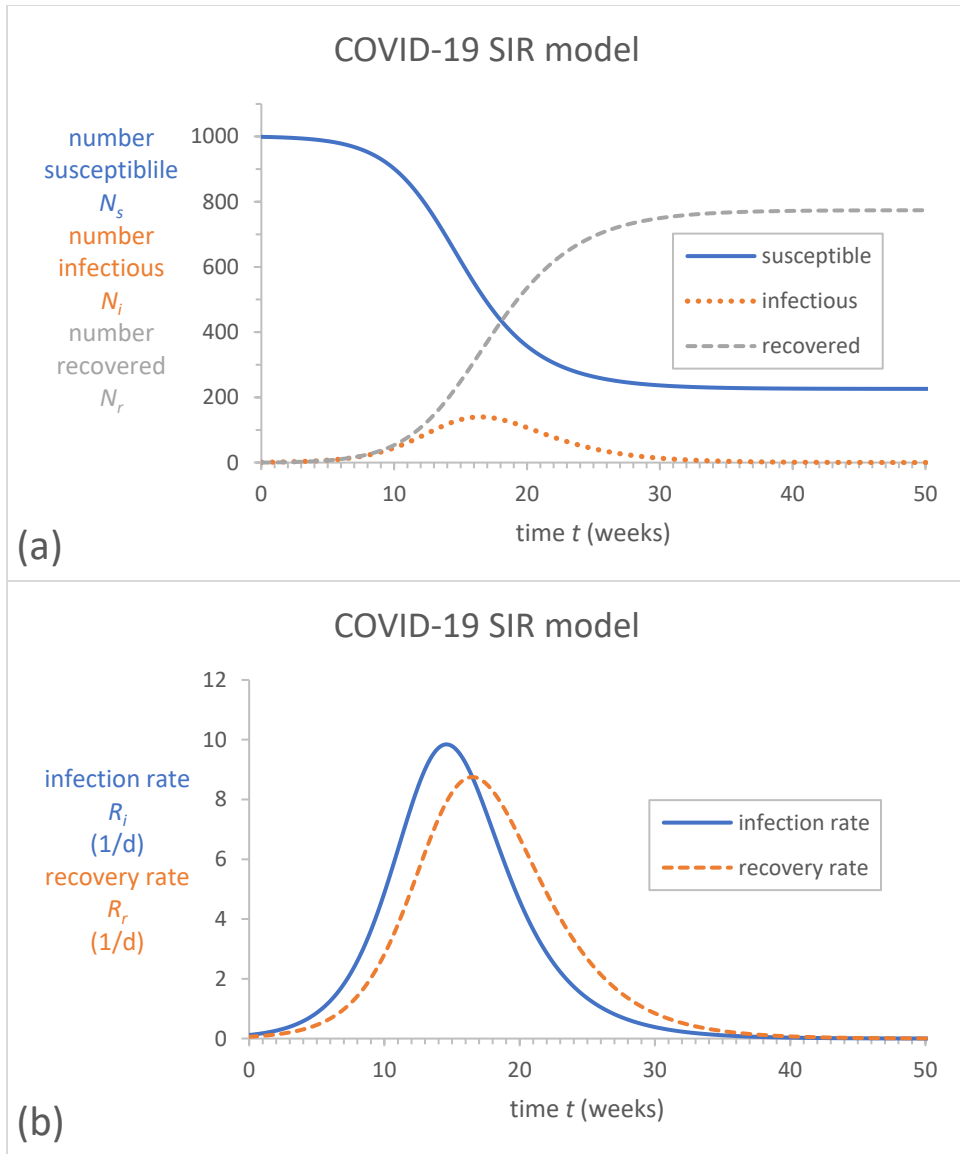 COVID-19 SIR model
number
susceptiblile
Ns
number
infectious
Ni
number
recovered
Nr
1000
800
600
400
200
0
susceptible
infectious
recovered
0 10 20 30 40 50
time t (weeks)
(a)
COVID-19 SIR model
infection rate
Ri
(1/d)
recovery rate
Rr
(1/d)
12
10
8
6
4
2
0
infection rate
recovery rate
0 10 20 30 40 50
time t (weeks)
(b)